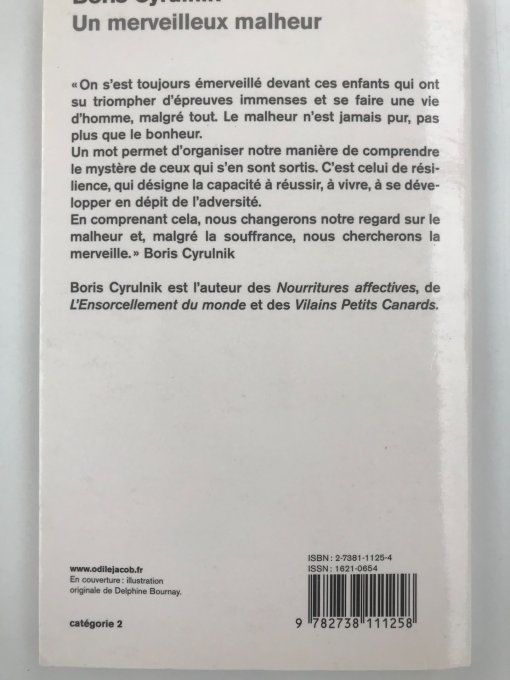 Boris Cyrulnik
Un merveilleux malheur
« On s'est toujours émerveillé devant ces enfants qui ont
su triompher d'épreuves immenses et se faire une vie
d'homme, malgré tout. Le malheur n'est jamais pur, pas
plus que le bonheur.
Un mot permet d'organiser notre manière de comprendre
le mystère de ceux qui s'en sont sortis. C'est celui de rési-
lience, qui désigne la capacité à réussir, à vivre, à se déve-
lopper en dépit de l'adversité.
En comprenant cela, nous changerons notre regard sur le
malheur et, malgré la souffrance, nous chercherons la
merveille. » Boris Cyrulnik
Boris Cyrulnik est l'auteur des Nourritures affectives, de
L'Ensorcellement du monde et des Vilains Petits Canards.
ISBN : 2-7381-1125-4
ISSN : 1621-0654
www.odilejacob.fr
En couverture : illustration
originale de Delphine Bournay.
catégorie 2
9 782738 111258